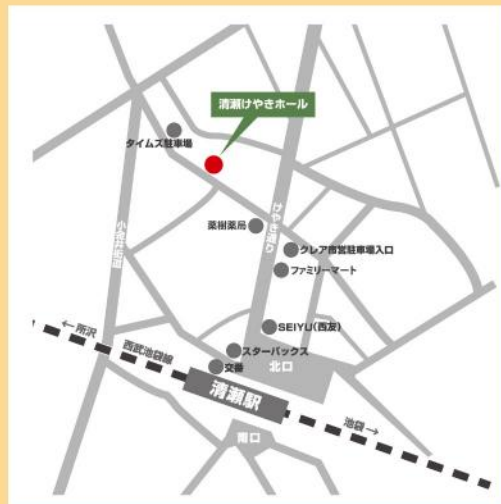 清瀬けやきホール
タイムズ駐車場
薬樹薬局
けやき通り
クレア市営駐車場入口
ファミリーマート
小金井街道
SEIYU(西友)
←所沢
西武池袋線
スターバックス
交番
北口
清瀬駅
池袋→
南口